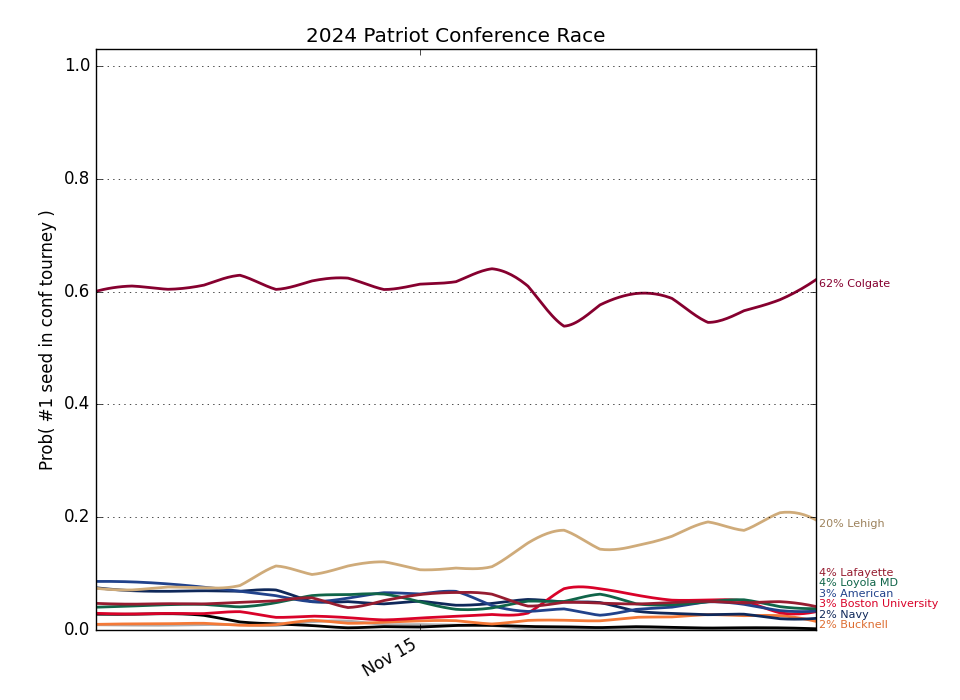 2024 Patriot Conference Race
Prob( #1 seed in conf tourney )
1.0
0.8
0.6
0.4
0.2
0.0
Nov 15
62% Colgate
20% Lehigh
4% Lafayette
4% Loyola MD
3% American
3% Boston University
2% Navy
2% Bucknell